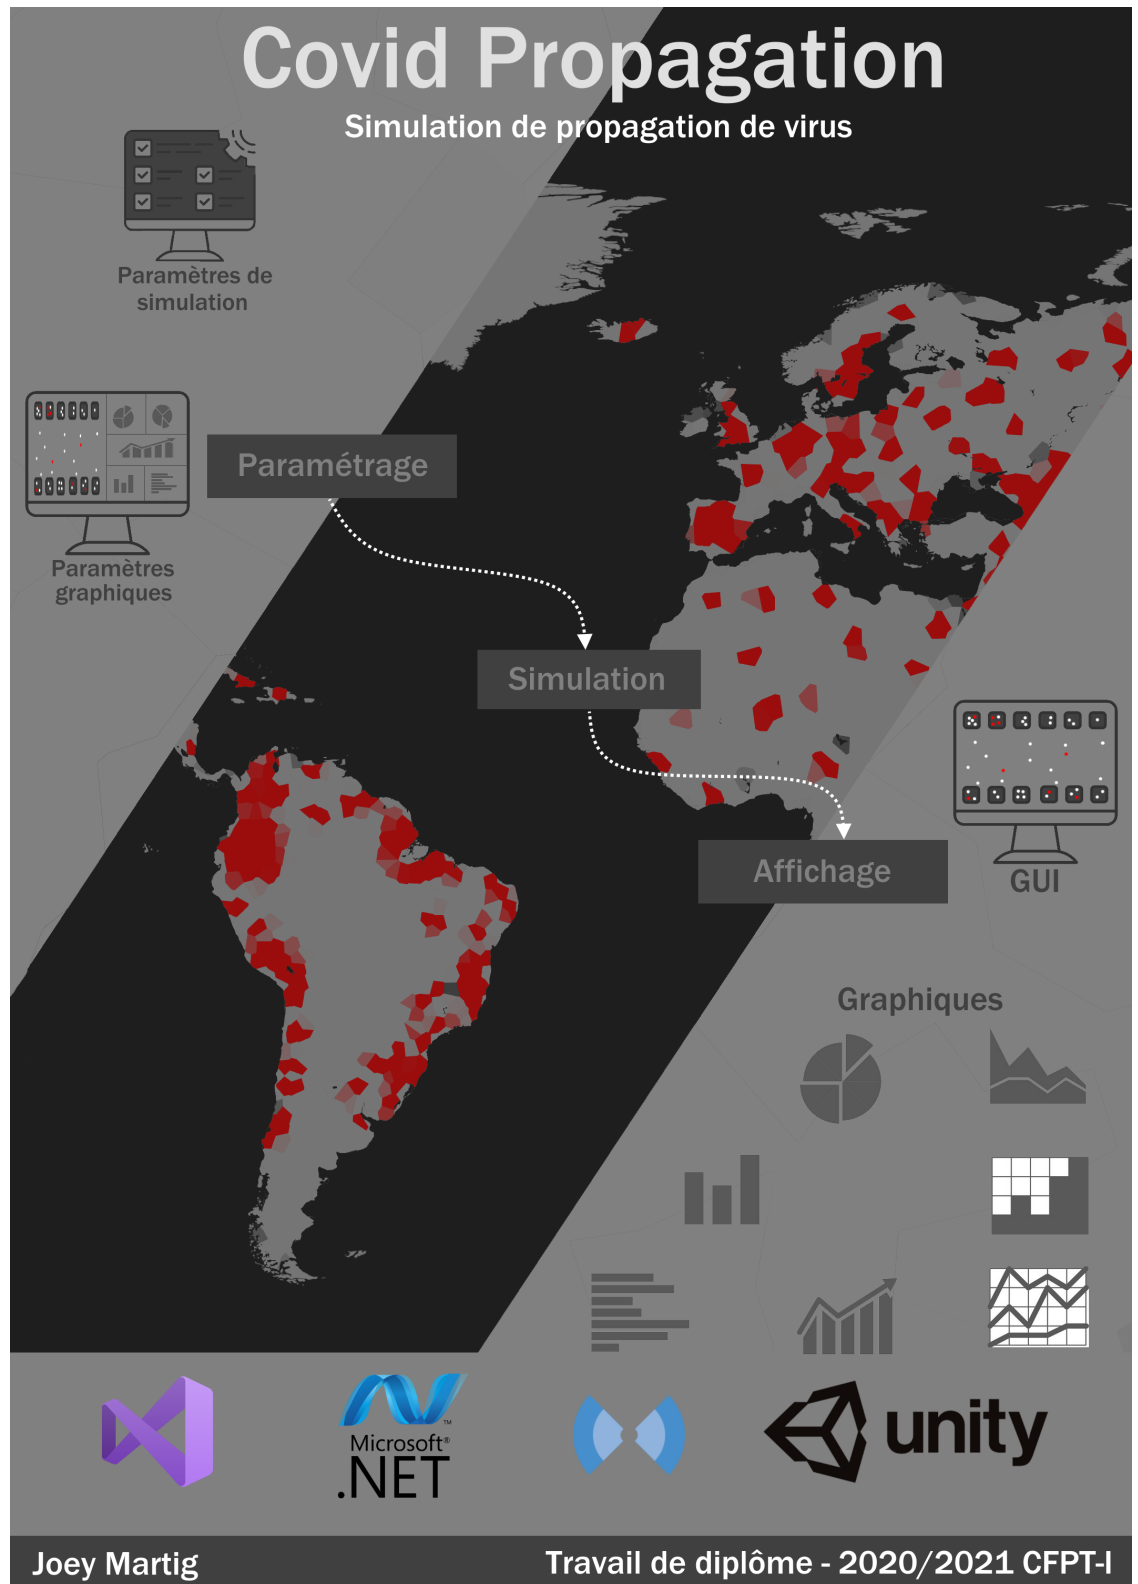 Covid Propagation
Simulation de propagation de virus
Paramètres de
simulation
Paramètres
graphiques
Paramétrage
Simulation
Affichage
GUI
Graphiques
Microsoft®
.NET
TM
unity
Joey Martig
Travail de diplôme - 2020/2021 CFPT-I